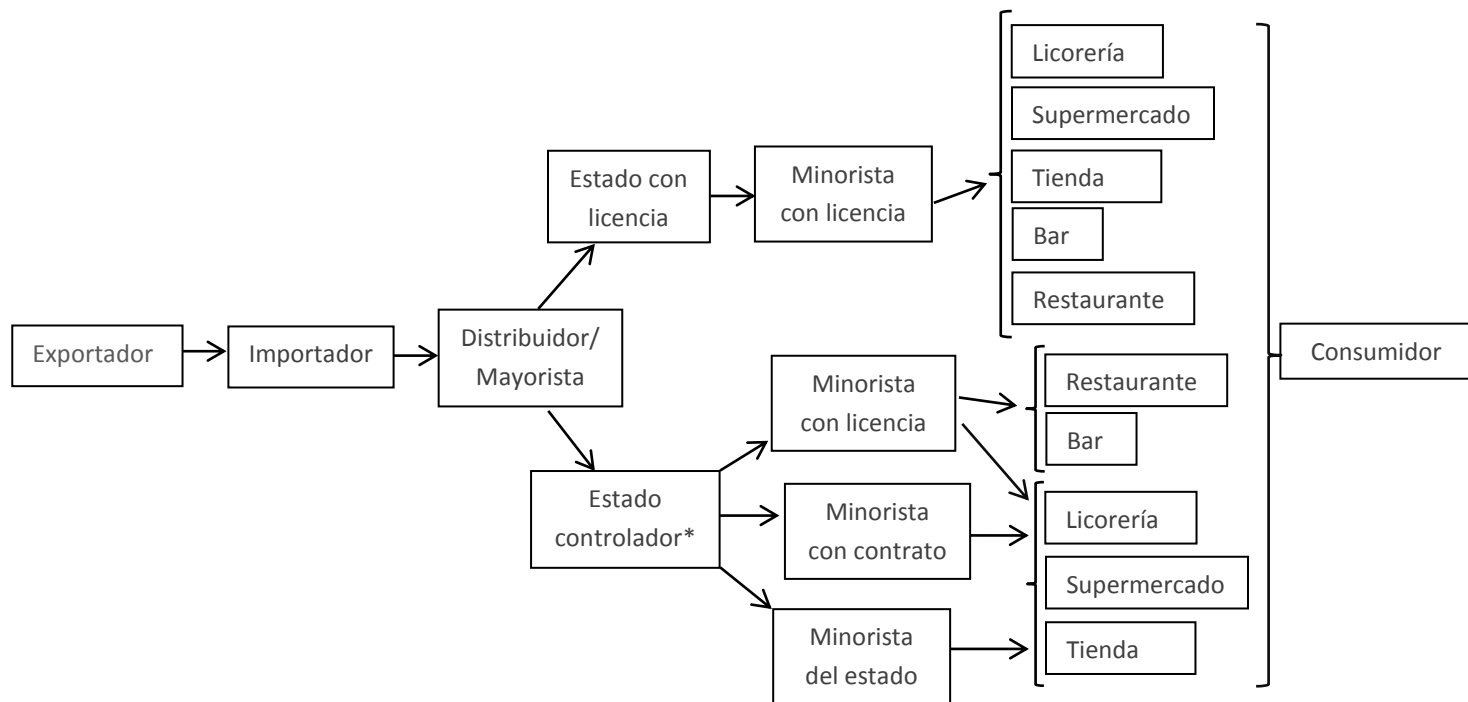 Licorería
Supermercado
Estado con
licencia
Minorista
con licencia
Tienda
Bar
Restaurante
Exportador
Importador
Distribuidor/
Mayorista
Consumidor
Minorista
con licencia
Restaurante
Bar
Estado
controlador*
Minorista
con contrato
Licorería
Supermercado
Minorista
del estado
Tienda